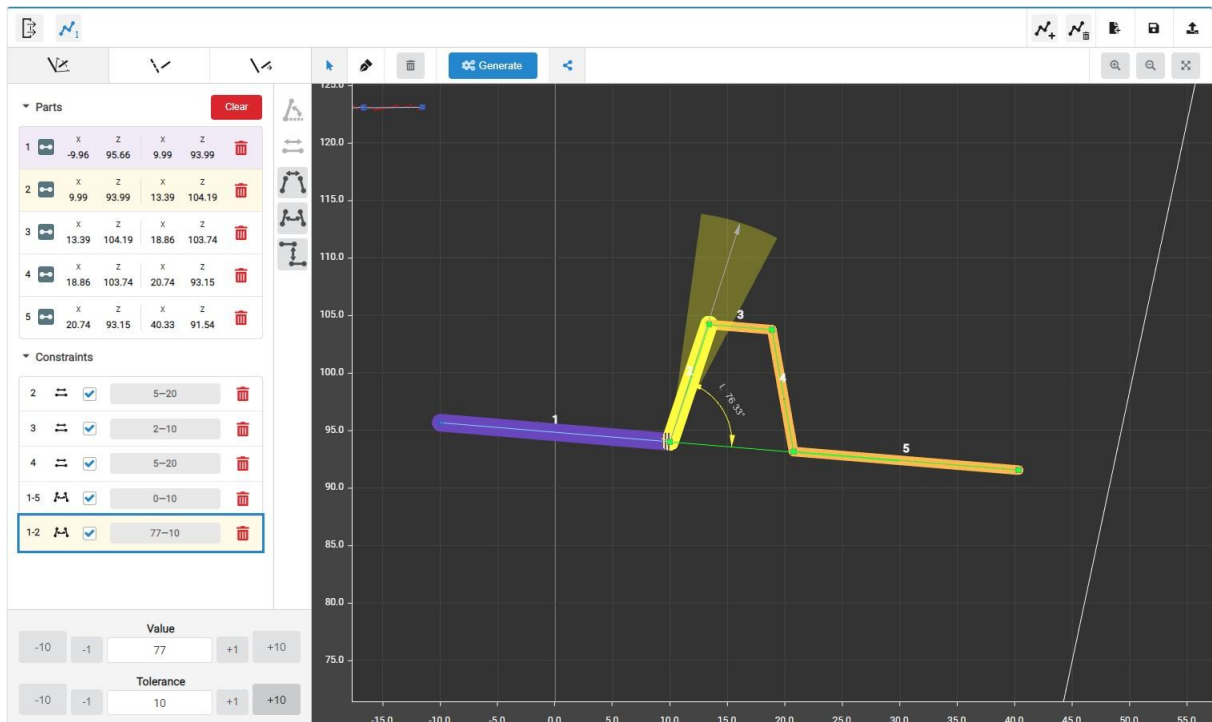 1
Generate
Parts
Clear
1 X Z X Z
-9.96 95.66 9.99 93.99
2 X Z X Z
9.99 93.99 13.39 104.19
3 X Z X Z
13.39 104.19 18.86 103.74
4 X Z X Z
18.86 103.74 20.74 93.15
5 X Z X Z
20.74 93.15 40.33 91.54
Constraints
2 5–20
3 2–10
4 5–20
1-5 0–10
1-2 77–10
Value
-10 -1 77 +1 +10
Tolerance
-10 -1 10 +1 +10
125.0
120.0
115.0
110.0
105.0
100.0
95.0
90.0
85.0
80.0
75.0
3
4
1
5
L 76.33°
-15.0 -10.0 -5.0 0.0 5.0 10.0 15.0 20.0 25.0 30.0 35.0 40.0 45.0 50.0 55.0